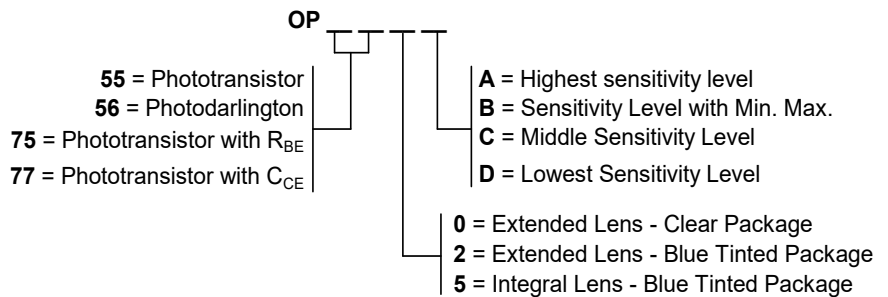 OP
55 = Phototransistor
56 = Photodarlington
75 = Phototransistor with RBE
77 = Phototransistor with CCE
A = Highest sensitivity level
B = Sensitivity Level with Min. Max.
C = Middle Sensitivity Level
D = Lowest Sensitivity Level
0 = Extended Lens - Clear Package
2 = Extended Lens - Blue Tinted Package
5 = Integral Lens - Blue Tinted Package